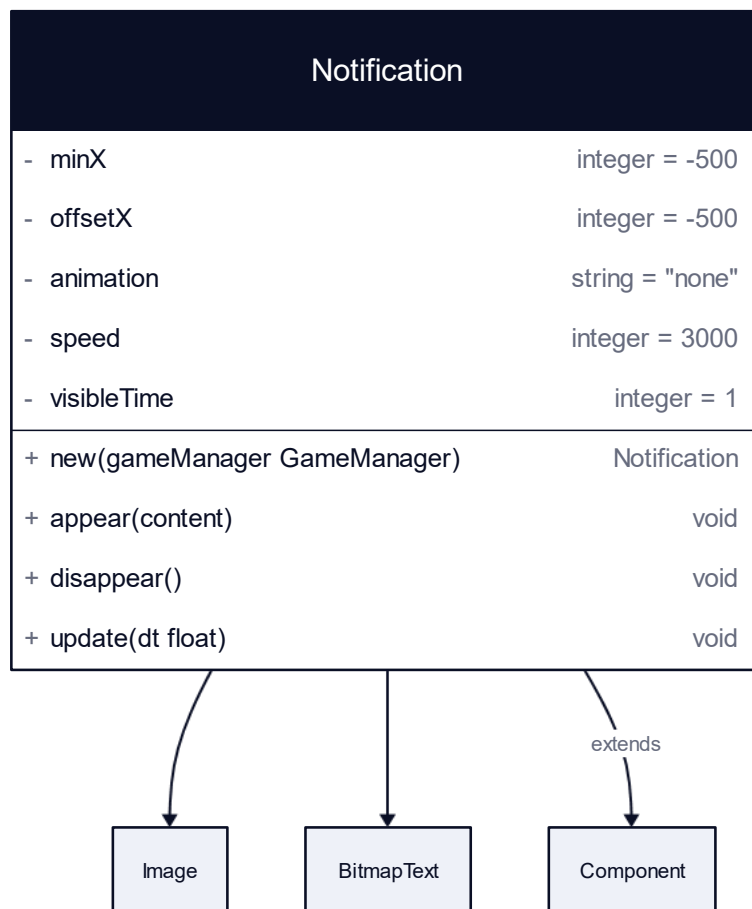 Notification
- minX integer = -500
- offsetX integer = -500
- animation string = "none"
- speed integer = 3000
- visibleTime integer = 1
+ new(gameManager GameManager) Notification
+ appear(content) void
+ disappear() void
+ update(dt float) void
extends
Image BitmapText Component